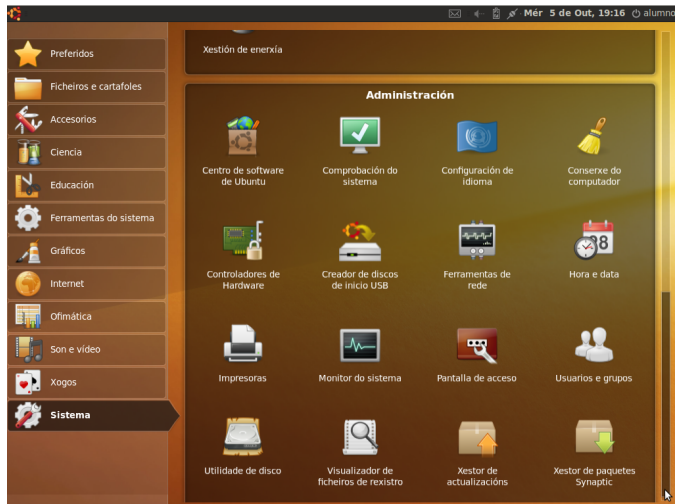 Mér 5 de Out, 19:16 alumno
Preferidos
Ficheiros e cartafoles
Accesorios
Ciencia
Educación
Ferramentas do sistema
Gráficos
Internet
Ofimática
Son e vídeo
Xogos
Sistema
Xestión de enerxía
Administración
Centro de software
de Ubuntu
Comprobación do
sistema
Configuración de
idioma
Conserxe do
computador
Controladores de
Hardware
Creador de discos
de inicio USB
Ferramentas de
rede
Hora e data
Impresoras
Monitor do sistema
Pantalla de acceso
Usuarios e grupos
Utilidade de disco
Visualizador de
ficheiros de rexistro
Xestor de
actualizacións
Xestor de paquetes
Synaptic